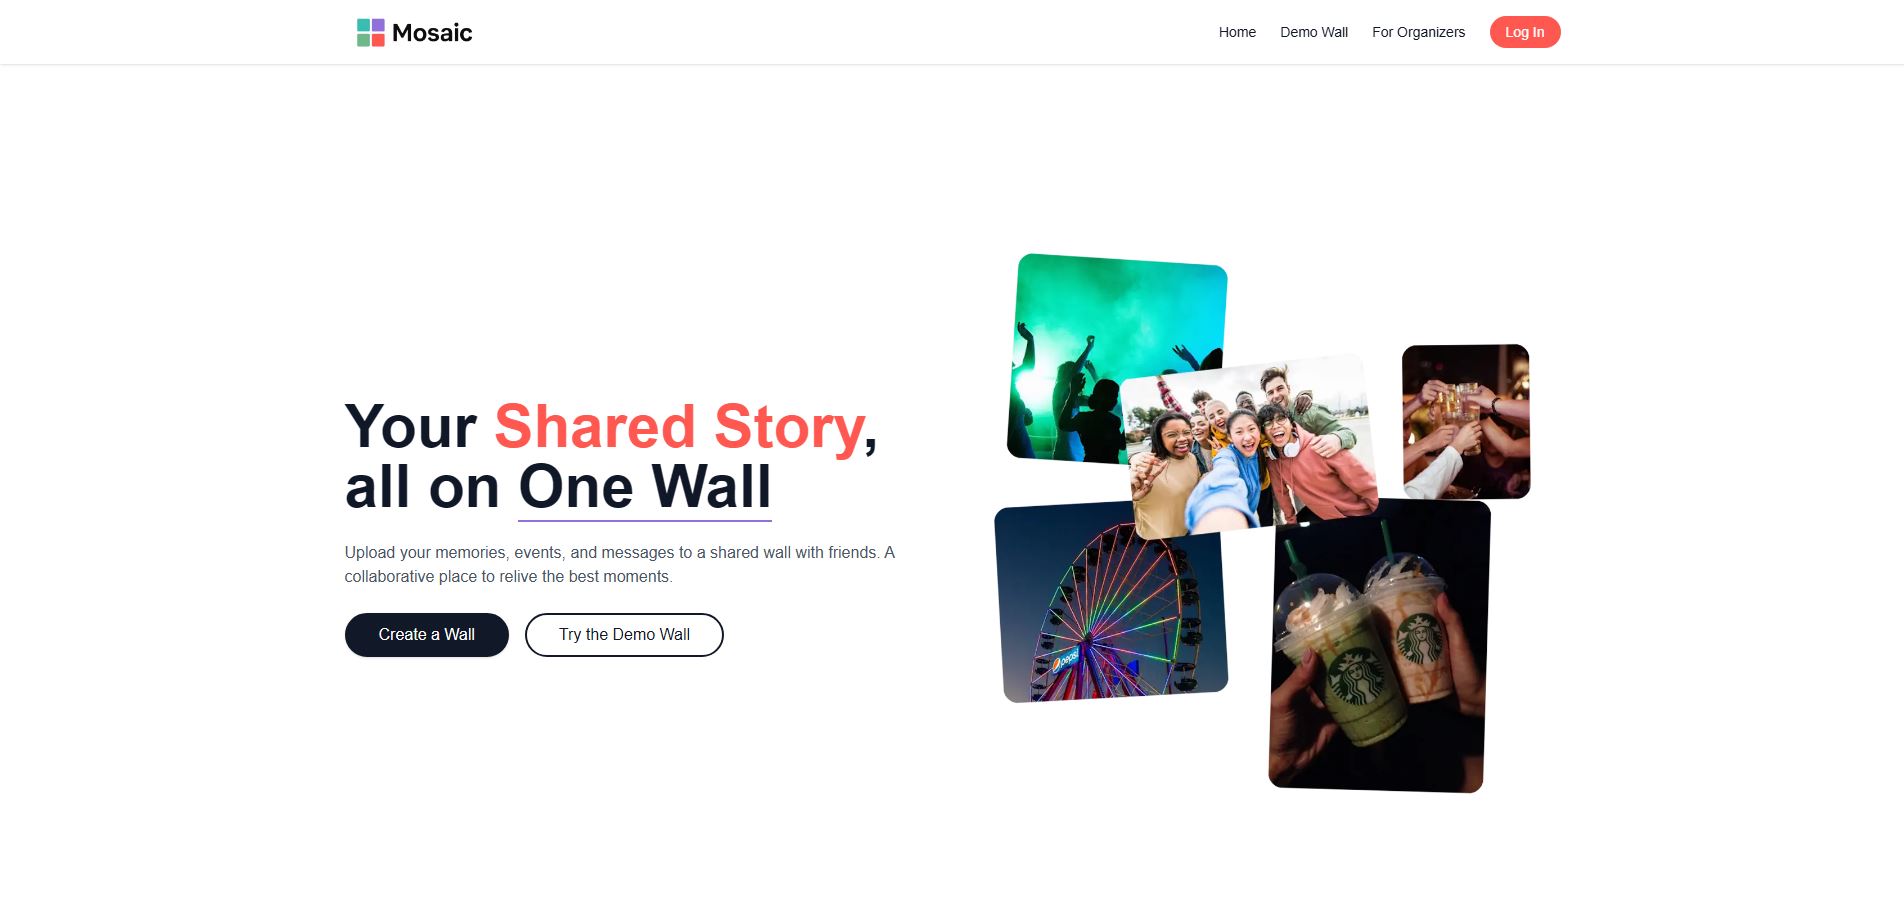 Mosaic
Home
Demo Wall
For Organizers
Log In
Your Shared Story,
all on One Wall
Upload your memories, events, and messages to a shared wall with friends. A
collaborative place to relive the best moments.
Create a Wall
Try the Demo Wall
pepsi